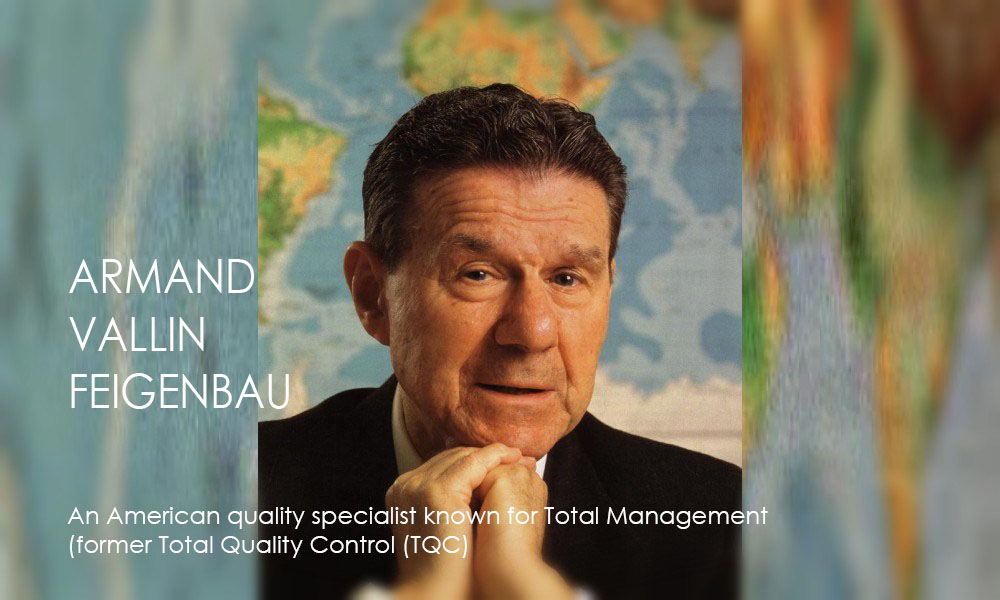 ARMAND
VALLIN
FEIGENBAU
An American quality specialist known for Total Management
(former Total Quality Control (TQC)